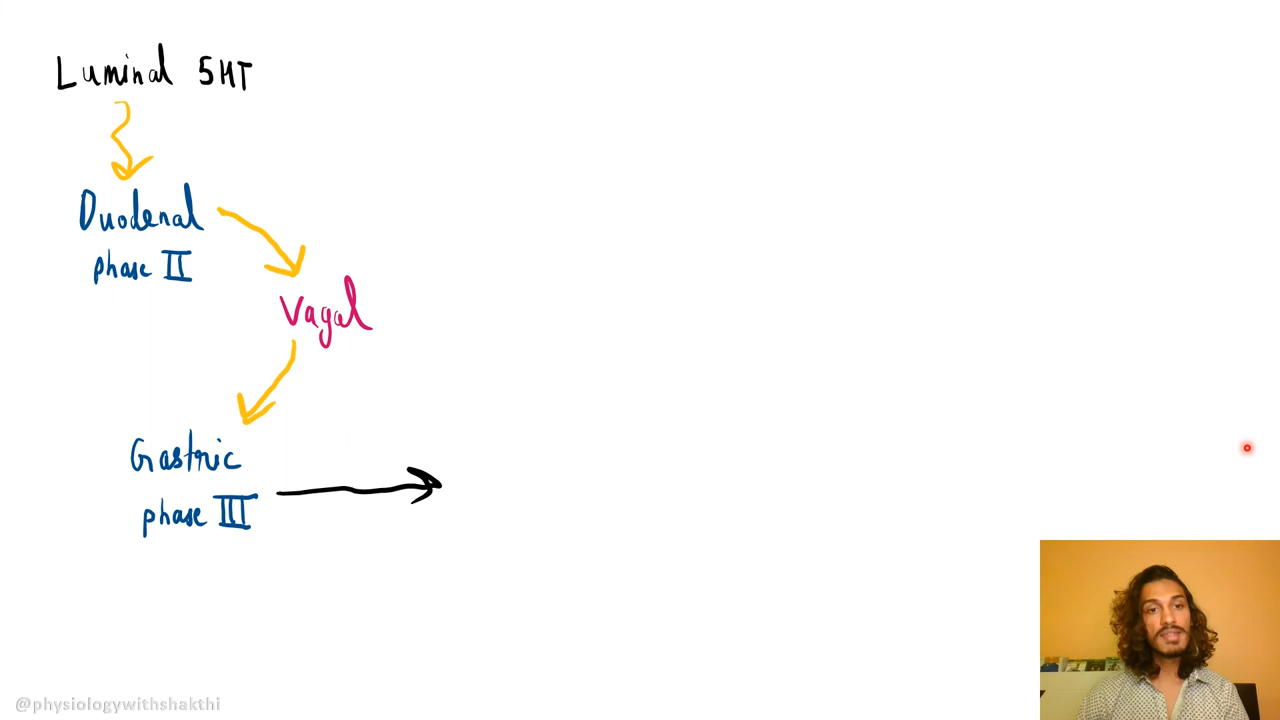 Luminal 5HT
Duodenal
phase II
Vagal
Gastric
phase III
@physiologywithshakthi